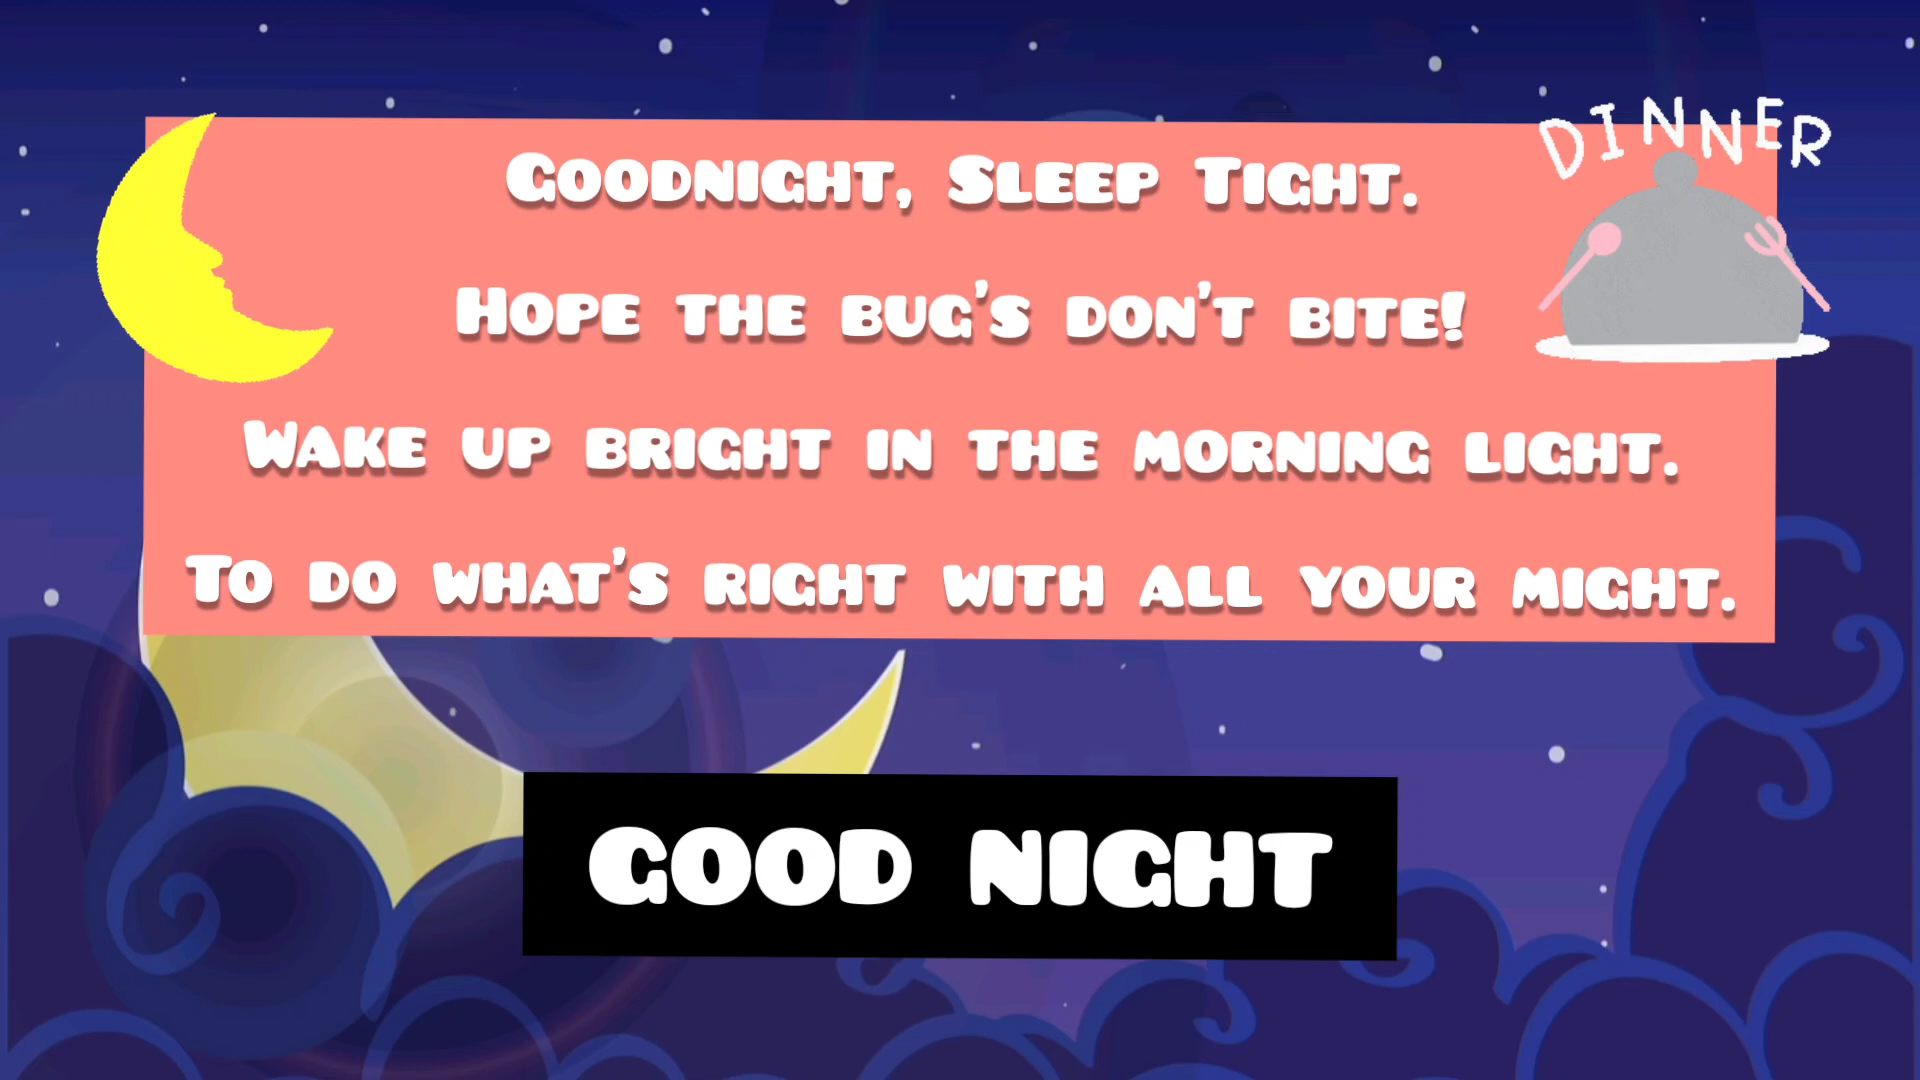 DINNER
Goodnight, Sleep Tight.
Hope the bug's don't bite!
Wake up bright in the morning light.
To do what's right with all your might.
GOOD NIGHT